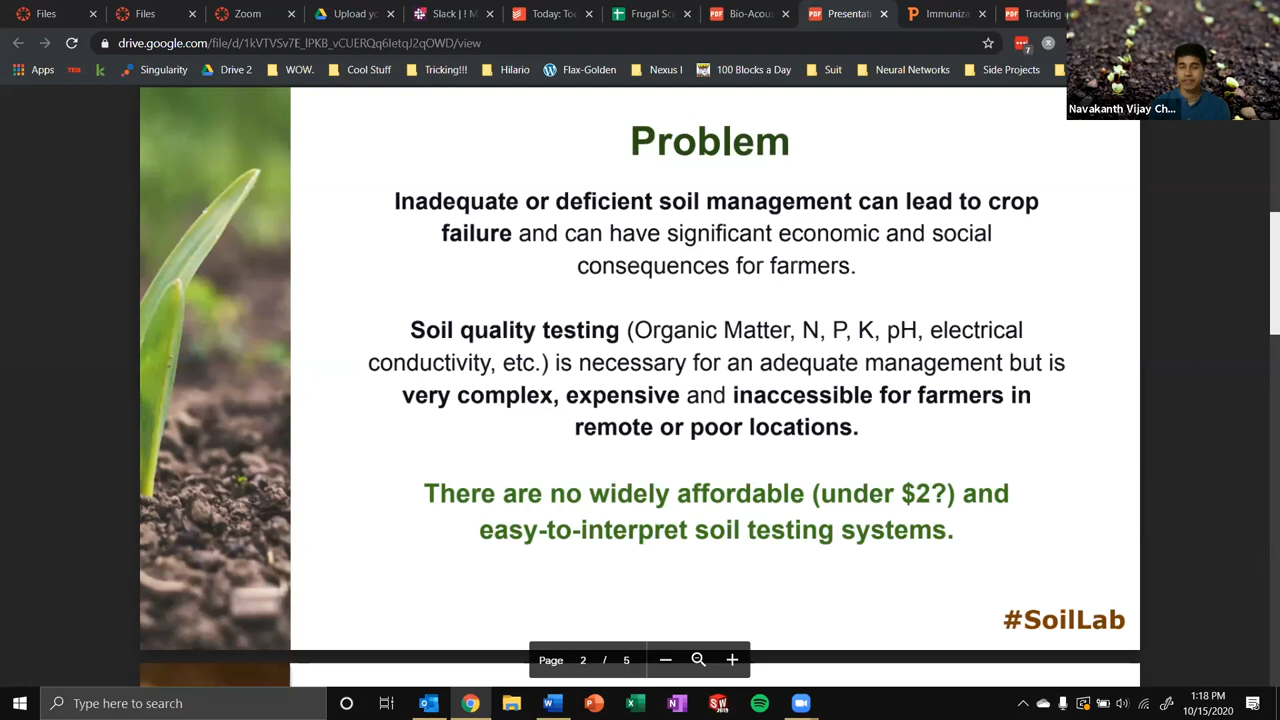 Files
Files
Zoom
Upload y
Slack | ! M
Today: To
Frugal Sc
Bio-Acous
Presentati
Immuniza
Tracking
drive.google.com/file/d/1kVTVSv7E_lPKB_vCUERQq6IetqJ2qOWD/view
7
Apps
TEQ
Singularity
Drive 2
WOW.
Cool Stuff
Tricking!!!
Hilario
Flax-Golden
Nexus I
100 Blocks a Day
Suit
Neural Networks
Side Projects
Navakanth Vijay Ch...
Problem
Inadequate or deficient soil management can lead to crop
failure and can have significant economic and social
consequences for farmers.
Soil quality testing (Organic Matter, N, P, K, pH, electrical
conductivity, etc.) is necessary for an adequate management but is
very complex, expensive and inaccessible for farmers in
remote or poor locations.
There are no widely affordable (under $2?) and
easy-to-interpret soil testing systems.
#SoilLab
Page 2 / 5
Type here to search
1:18 PM
10/15/2020